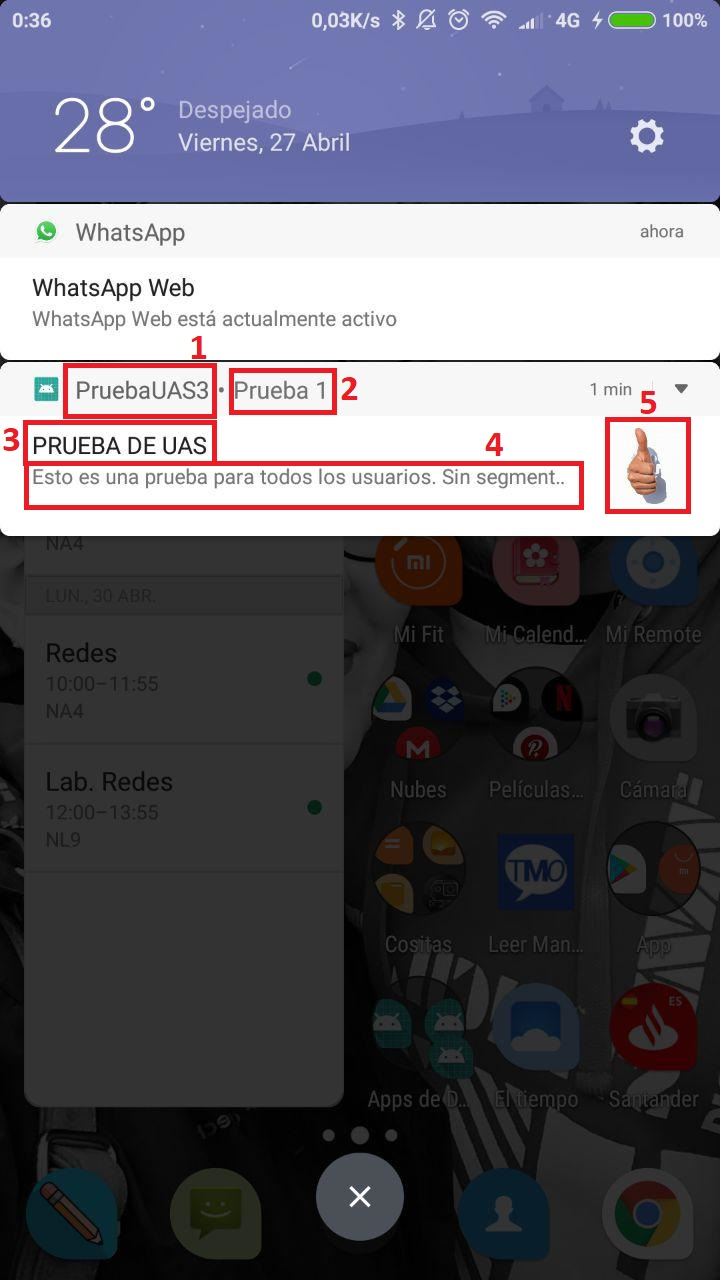 0:36 0,03K/s 4G 100%
28° Despejado
Viernes, 27 Abril
WhatsApp ahora
WhatsApp Web
WhatsApp Web está actualmente activo
1
PruebaUAS3 • Prueba 1 2 1 min
5
3 PRUEBA DE UAS 4
Esto es una prueba para todos los usuarios. Sin segment..
NA4
LUN., 30 ABR.
Redes
10:00–11:55
NA4
Lab. Redes
12:00–13:55
NL9
mi
Mi Fit Mi Calend... Mi Remote
Nubes Películas... Cámara
TMO
mi
Cositas Leer Man... App
ES
Apps de D... El tiempo Santander